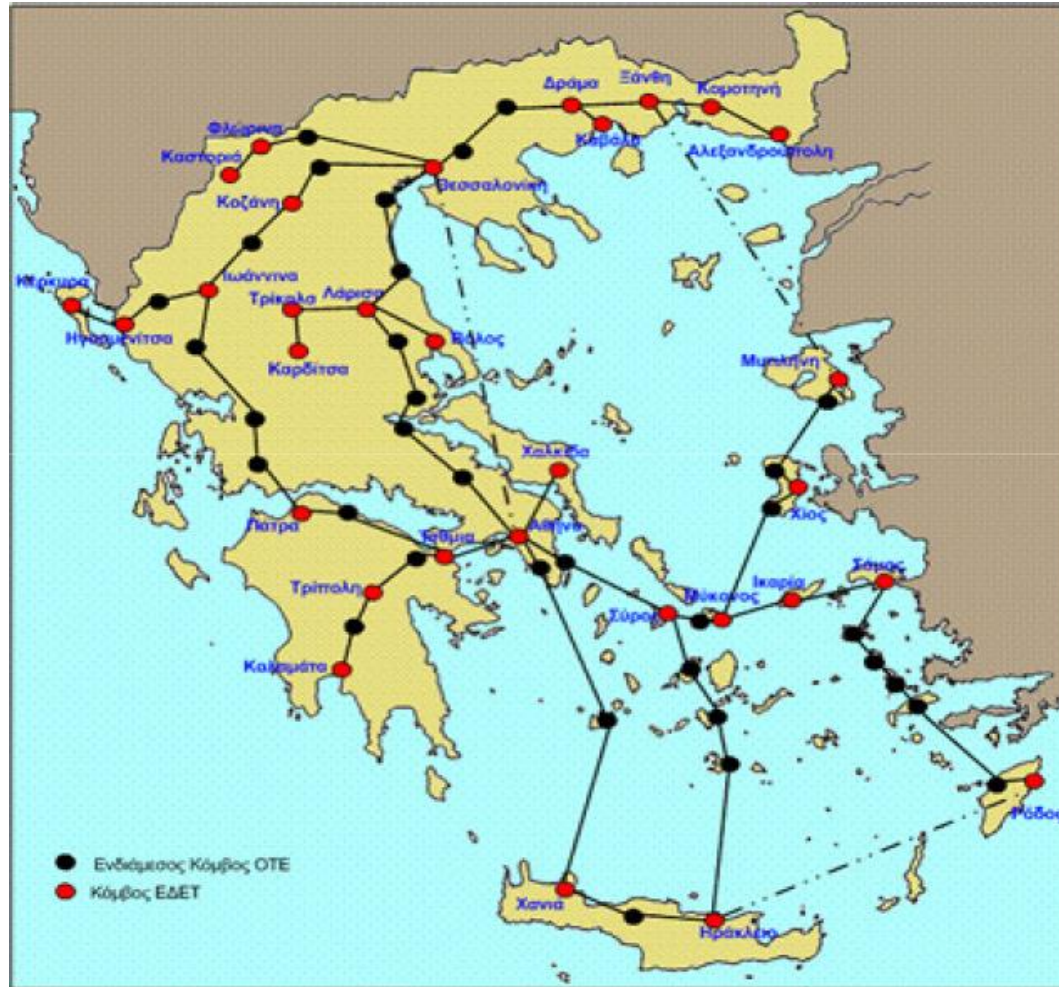 Ξάνθη
Δράμα
Κομοτηνή
Φλώρινα
Καβάλα
Καστοριά
Αλεξανδρούπολη
Θεσσαλονίκη
Κοζάνη
Κέρκυρα
Ιωάννινα
Τρίκαλα
Λάρισα
Ηγουμενίτσα
Βόλος
Καρδίτσα
Μυτιλήνη
Χαλκίδα
Χίος
Πάτρα
Αθήνα
Ίσθμια
Σάμος
Ικαρία
Τρίπολη
Μύκονος
Σύρος
Καλαμάτα
Ρόδος
Ενδιάμεσος Κόμβος ΟΤΕ
Κόμβος ΕΔΕΤ
Χανιά
Ηράκλειο